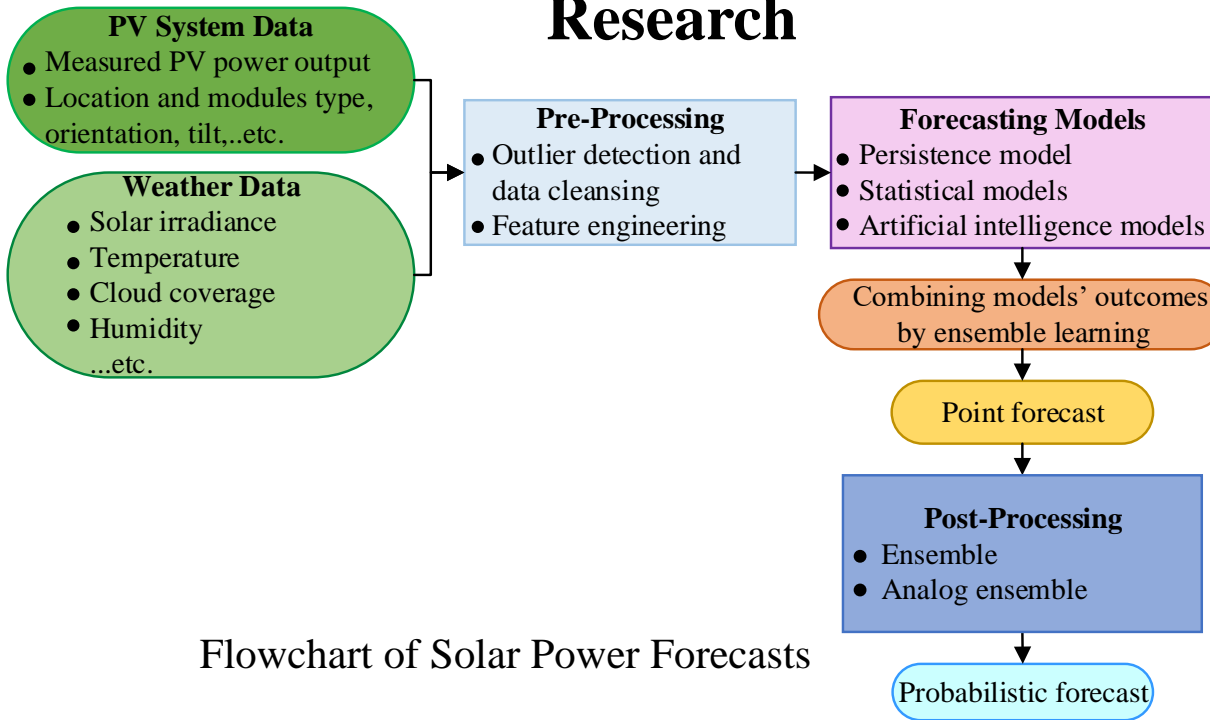 Research
PV System Data
● Measured PV power output
● Location and modules type,
orientation, tilt,..etc.
Weather Data
● Solar irradiance
● Temperature
● Cloud coverage
● Humidity
...etc.
Pre-Processing
● Outlier detection and
data cleansing
● Feature engineering
Forecasting Models
● Persistence model
● Statistical models
● Artificial intelligence models
Combining models’ outcomes
by ensemble learning
Point forecast
Post-Processing
● Ensemble
● Analog ensemble
Probabilistic forecast
Flowchart of Solar Power Forecasts